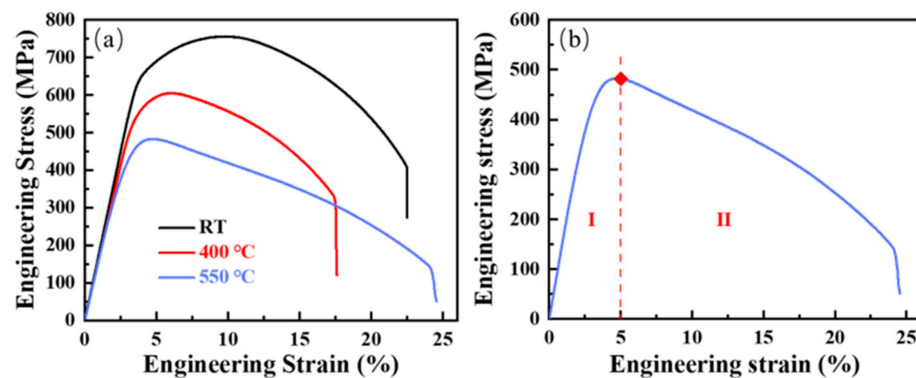 (a)
Engineering Stress (MPa)
800
700
600
500
400
300
200
100
0
RT
400 °C
550 °C
0 5 10 15 20 25
Engineering Strain (%)
(b)
Engineering stress (MPa)
600
500
400
300
200
100
0
I II
0 5 10 15 20 25
Engineering strain (%)